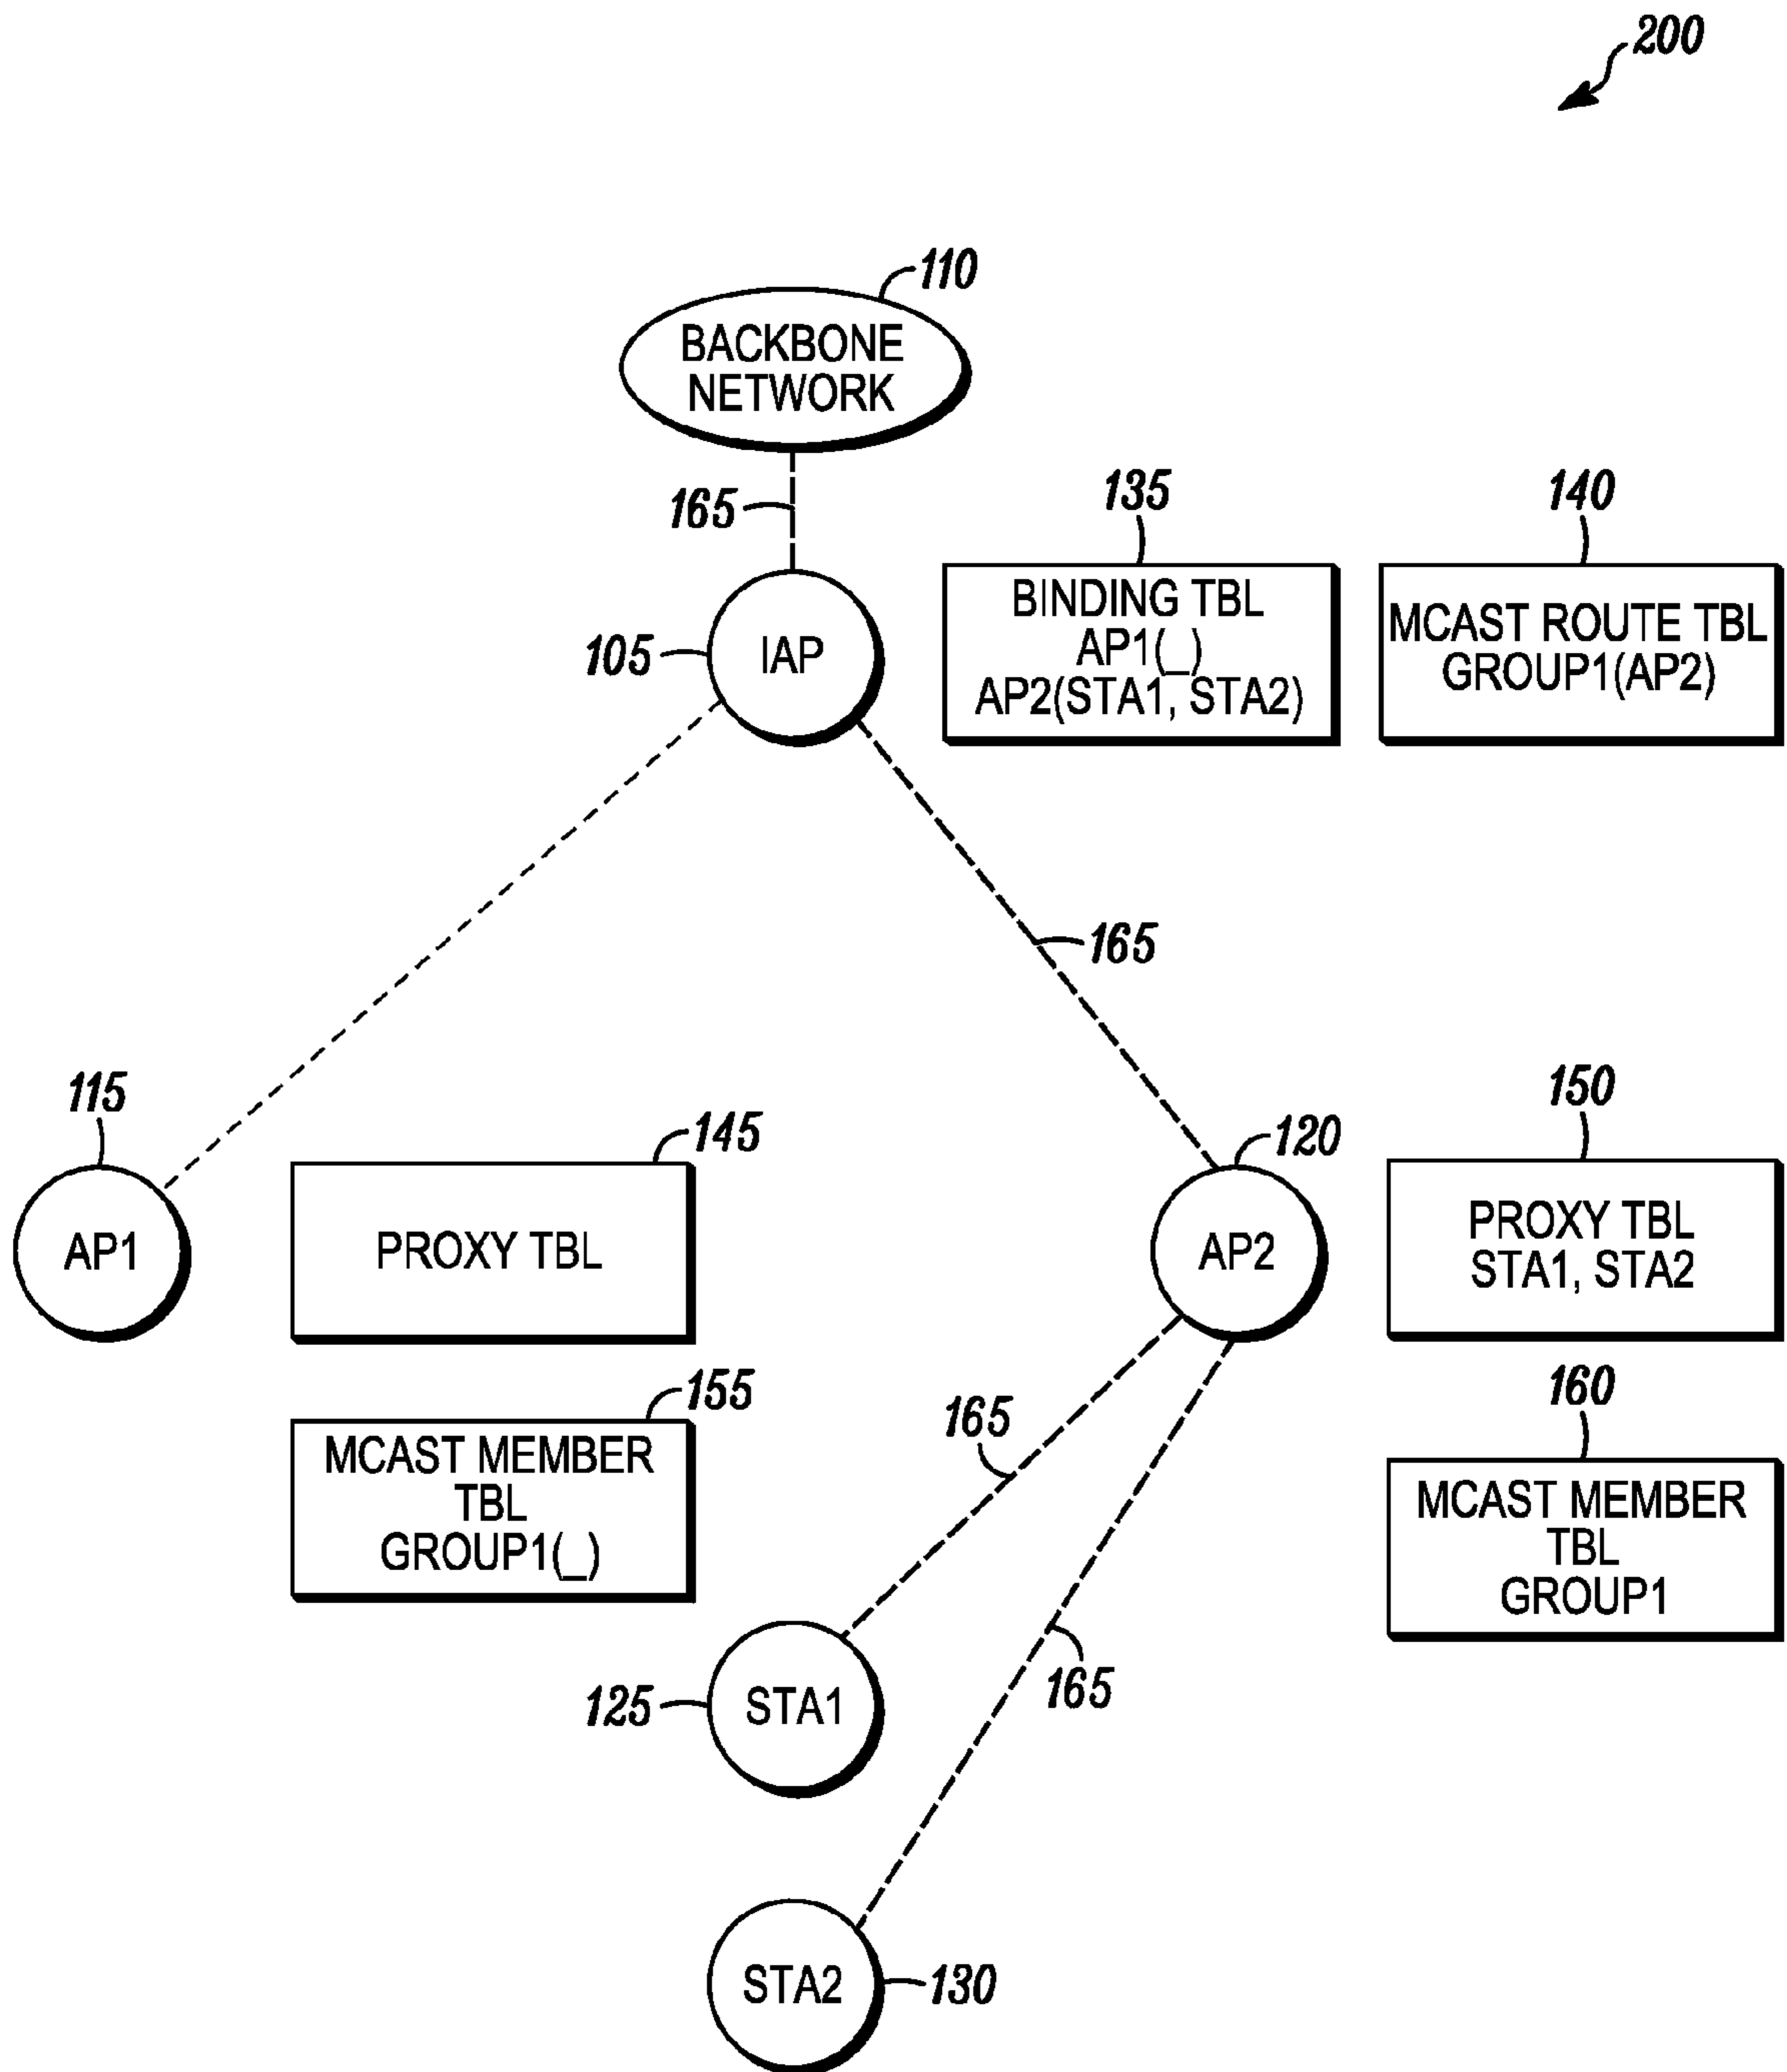 200
110
BACKBONE
NETWORK
165
135
140
BINDING TBL
AP1(_)
AP2(STA1, STA2)
MCAST ROUTE TBL
GROUP1(AP2)
105
IAP
165
115
145
120
150
AP1
PROXY TBL
AP2
PROXY TBL
STA1, STA2
155
165
160
MCAST MEMBER
TBL
GROUP1(_)
MCAST MEMBER
TBL
GROUP1
125
STA1
165
STA2
130